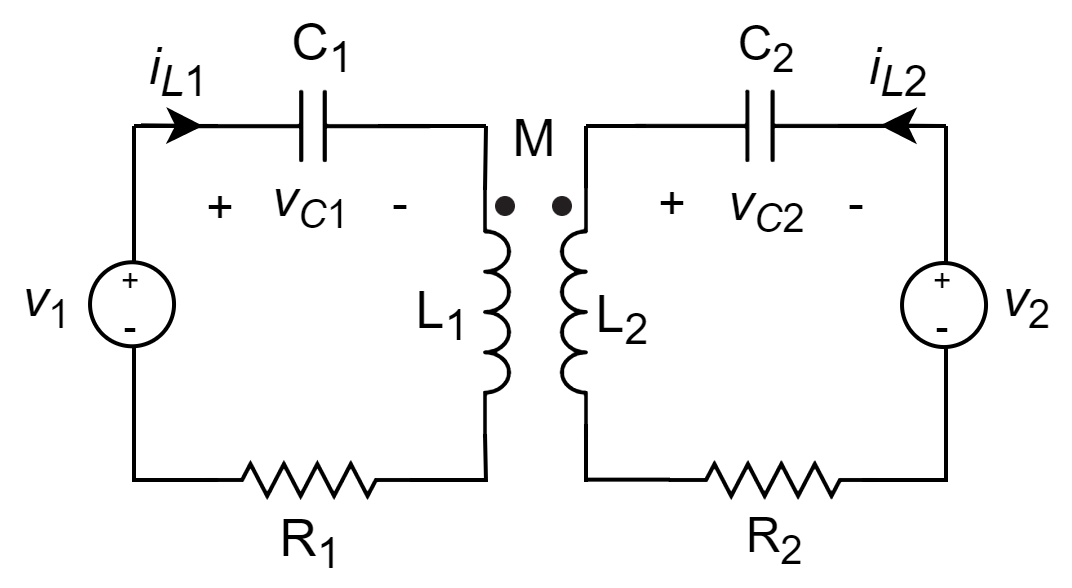 C1 C2
iL1 iL2
M
+ vC1 - + vC2 -
v1 + - L1 L2 + - v2
R1 R2